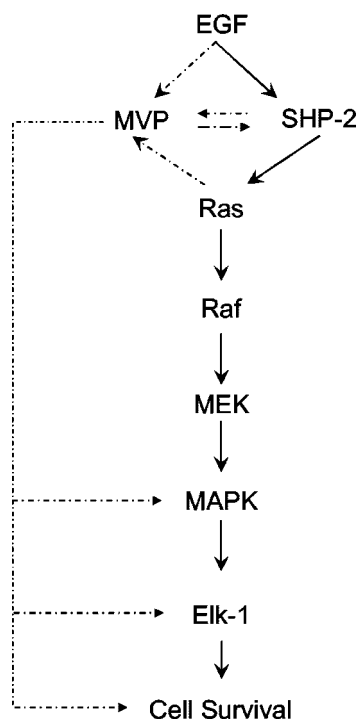 EGF
MVP SHP-2
Ras
Raf
MEK
MAPK
Elk-1
Cell Survival